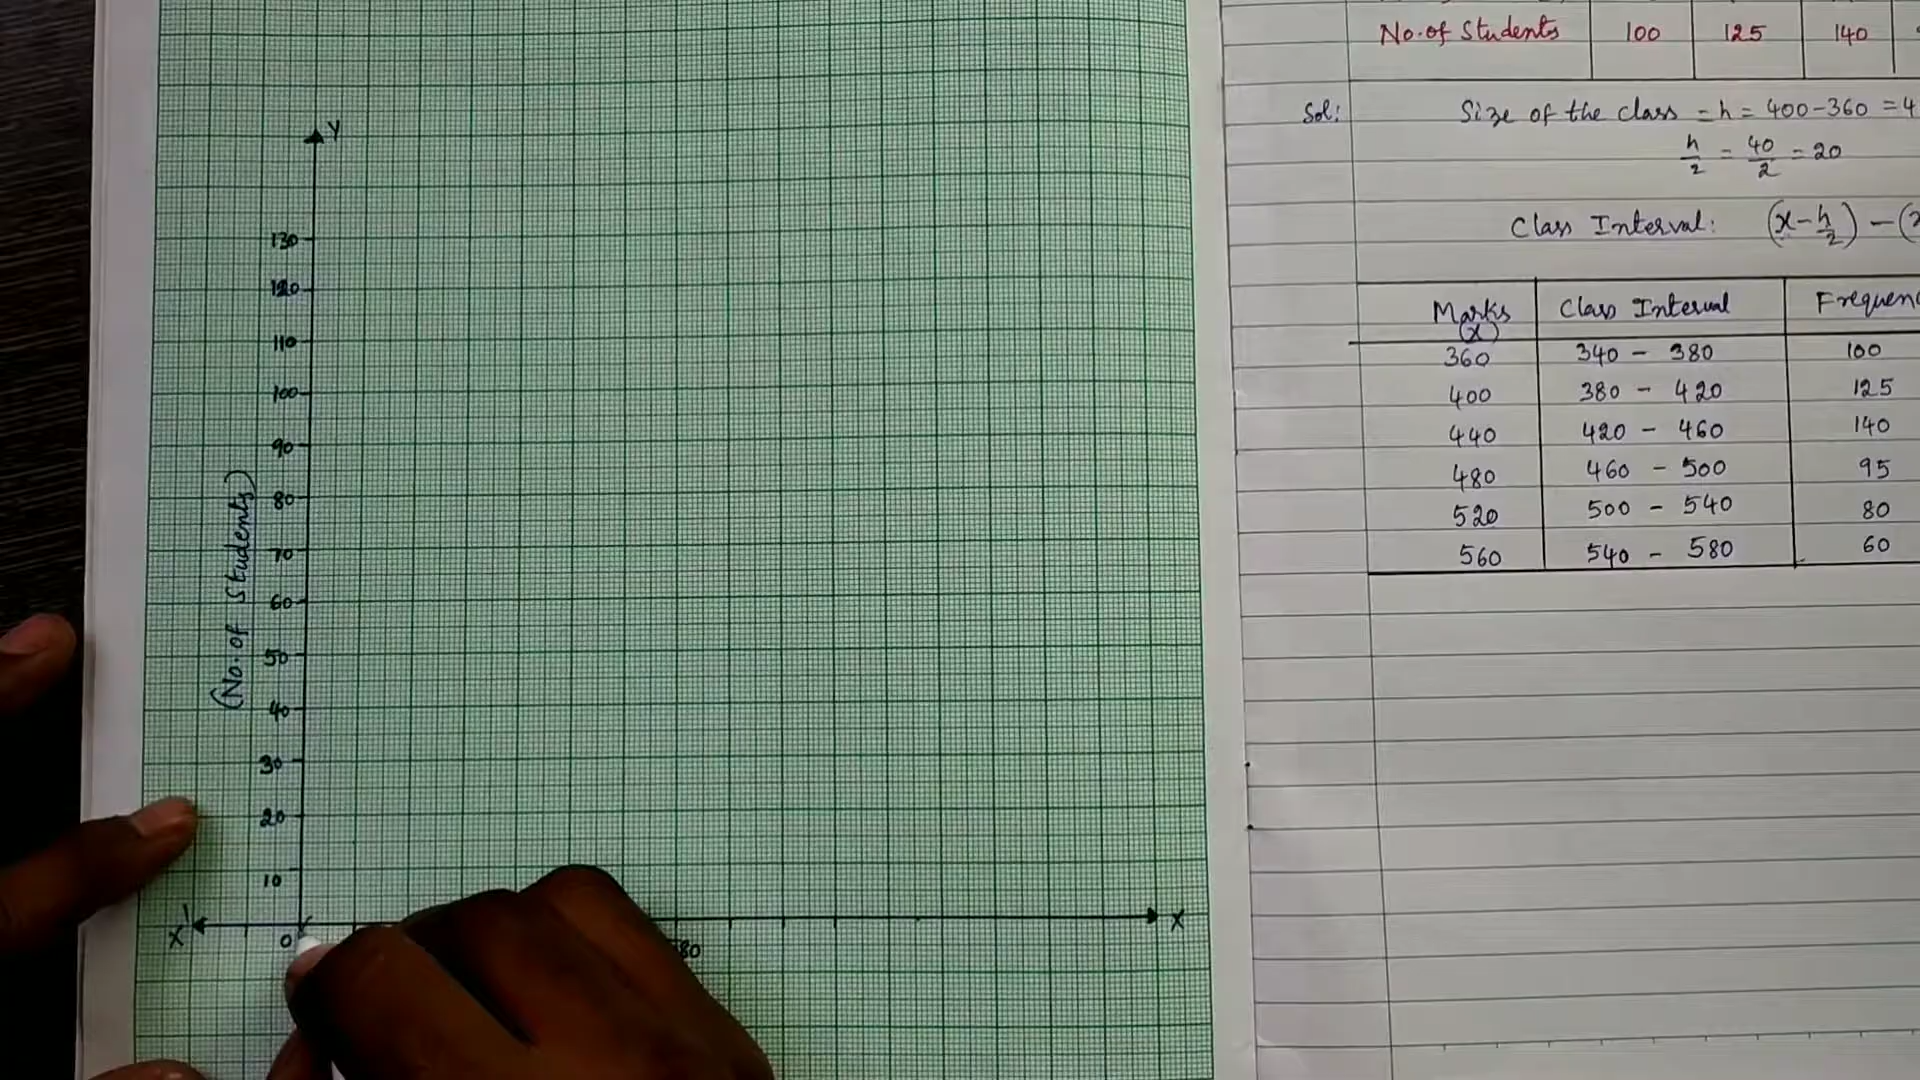 Y
130
120
110
100
90
80
70
60
50
40
30
20
10
0
X'
X
80
(No. of Students)
No. of Students 100 125 140
Sol: Size of the class = h = 400 - 360 = 4
h/2 = 40/2 = 20
Class Interval: (x - h/2) - (
Marks (x) Class Interval
360 340 - 380 100
400 380 - 420 125
440 420 - 460 140
480 460 - 500 95
520 500 - 540 80
560 540 - 580 60